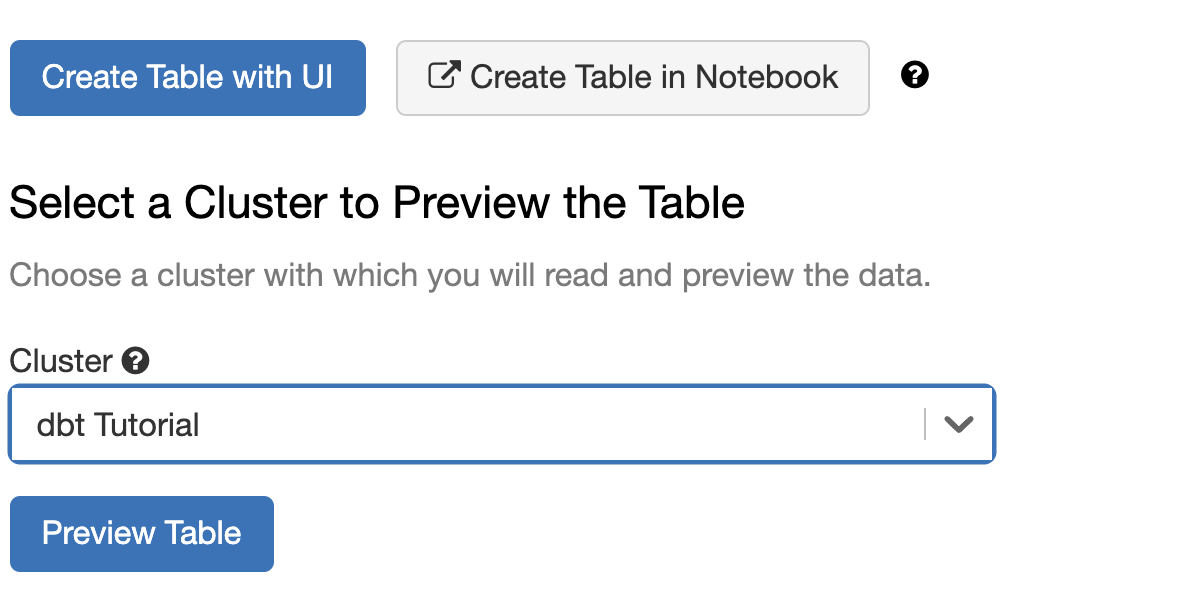 Create Table with UI
Create Table in Notebook
Select a Cluster to Preview the Table
Choose a cluster with which you will read and preview the data.
Cluster
dbt Tutorial
Preview Table